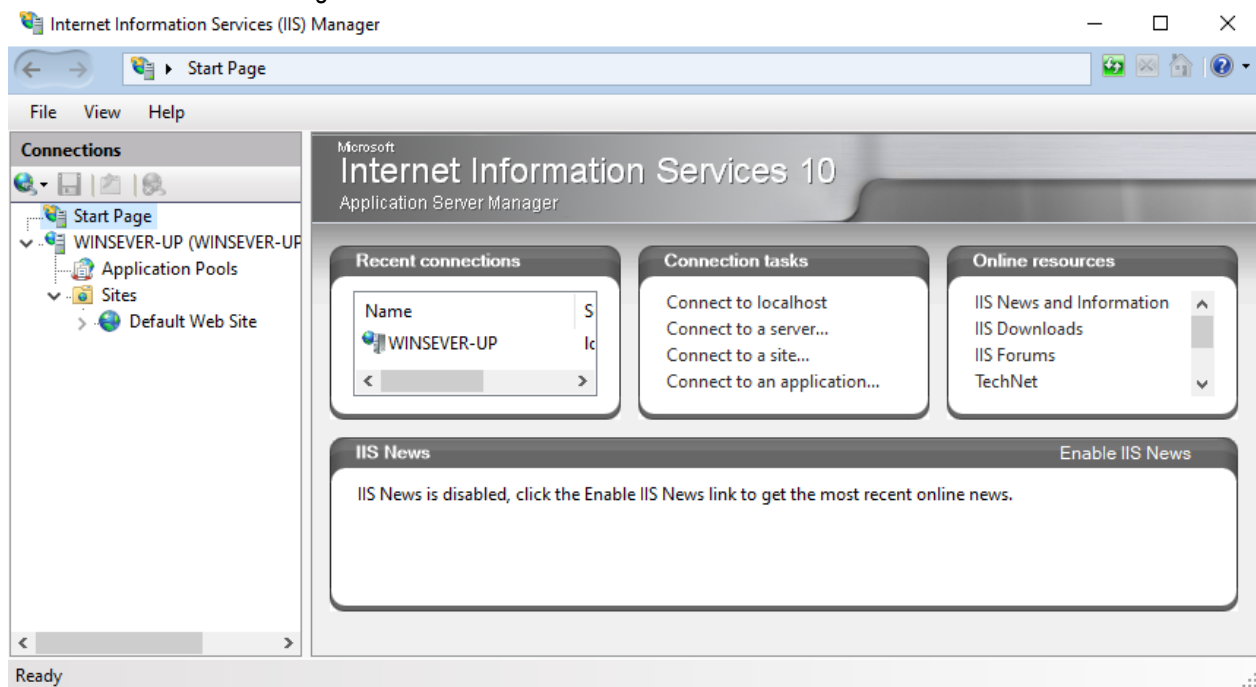 Internet Information Services (IIS) Manager
Start Page
File View Help
Connections
Start Page
WINSEVER-UP (WINSEVER-UP
Application Pools
Sites
Default Web Site
Microsoft
Internet Information Services 10
Application Server Manager
Recent connections
Name S
WINSEVER-UP lc
Connection tasks
Connect to localhost
Connect to a server...
Connect to a site...
Connect to an application...
Online resources
IIS News and Information
IIS Downloads
IIS Forums
TechNet
IIS News Enable IIS News
IIS News is disabled, click the Enable IIS News link to get the most recent online news.
Ready